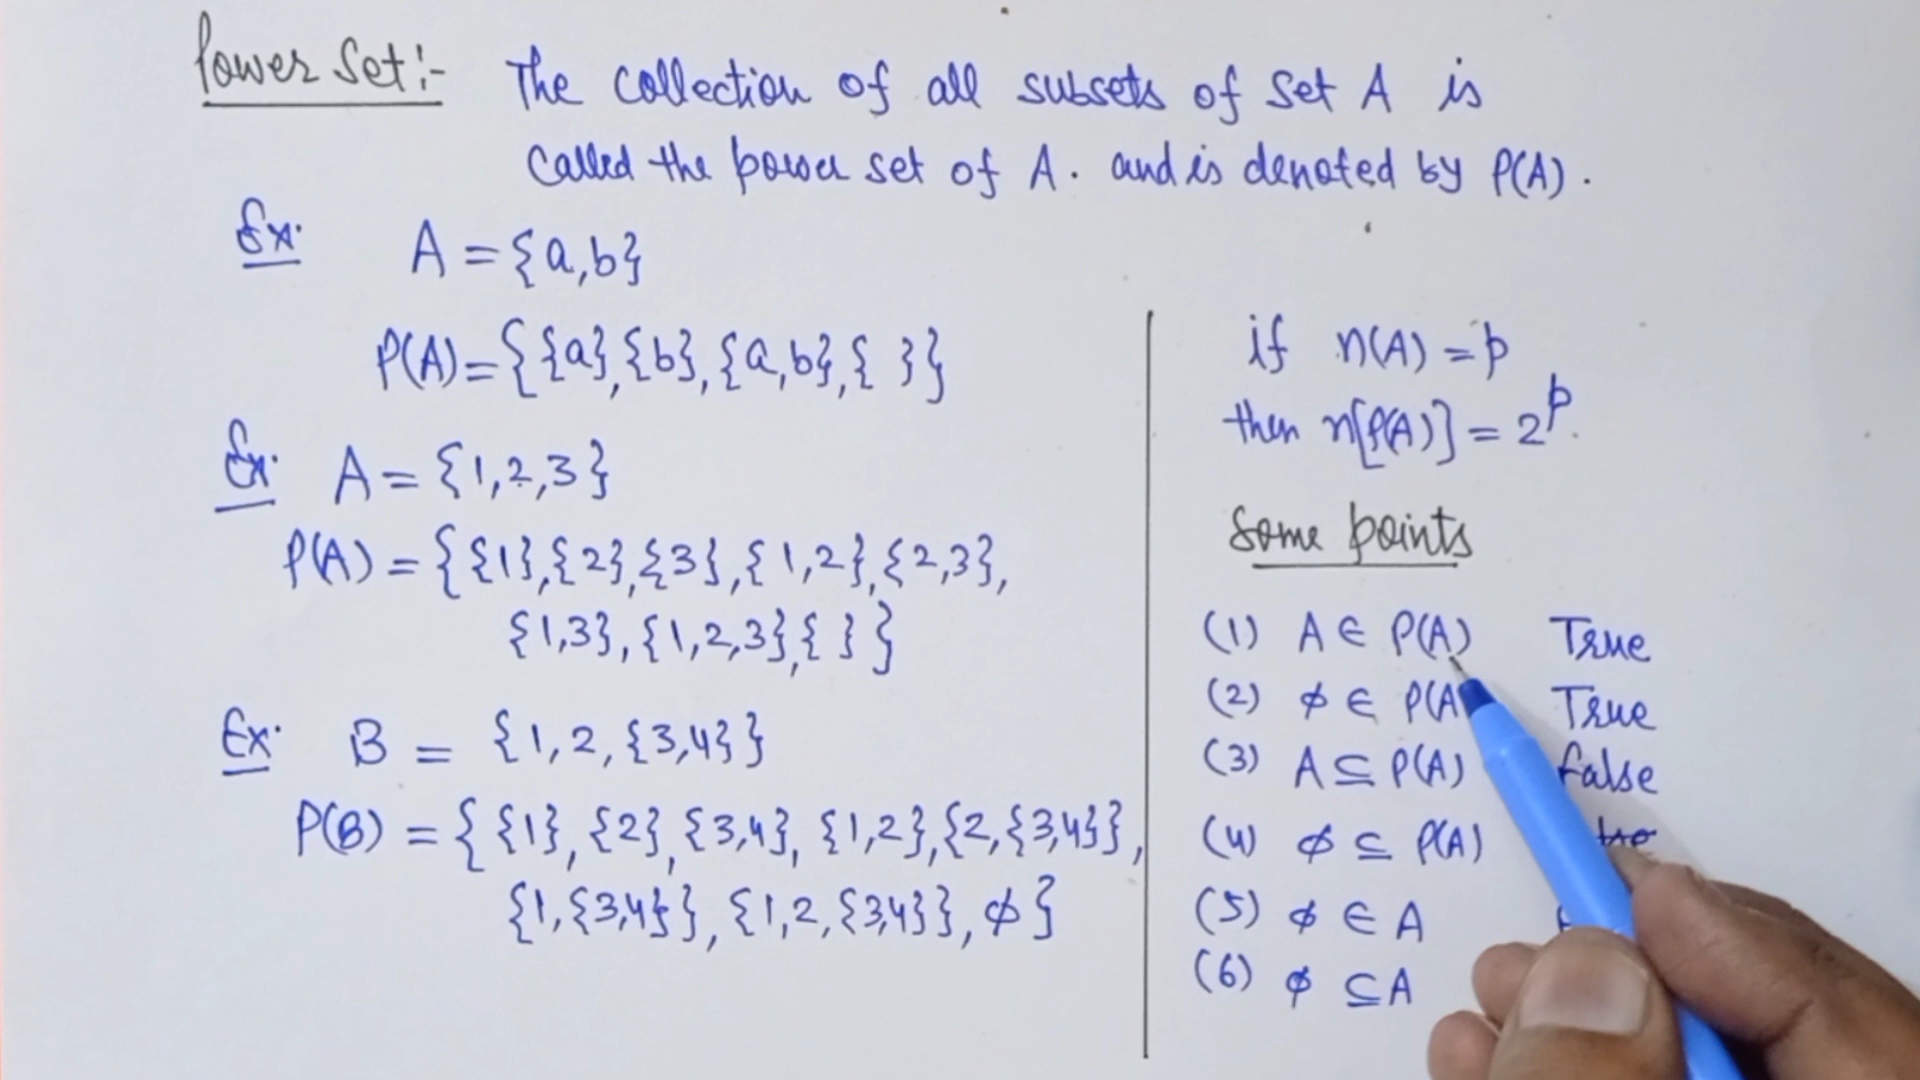 Power Set:-
The collection of all subsets of Set A is
called the power set of A. and is denoted by P(A).
Ex.
A = {a,b}
P(A)={{a},{b},{a,b},{ }}
Ex. A = {1,2,3}
P(A) = {{1},{2},{3},{1,2},{2,3},
{1,3},{1,2,3},{ }}
Ex. B = {1,2,{3,4}}
P(B) = {{1},{2},{3,4},{1,2},{2,{3,4}},
{1,{3,4}},{1,2,{3,4}},ϕ}
if n(A) = p
then n[P(A)] = 2^p.
Some points
(1) A ∈ P(A) True
(2) ϕ ∈ P(A True
(3) A ⊆ P(A) false
(4) ϕ ⊆ P(A)
(5) ϕ ∈ A
(6) ϕ ⊆ A